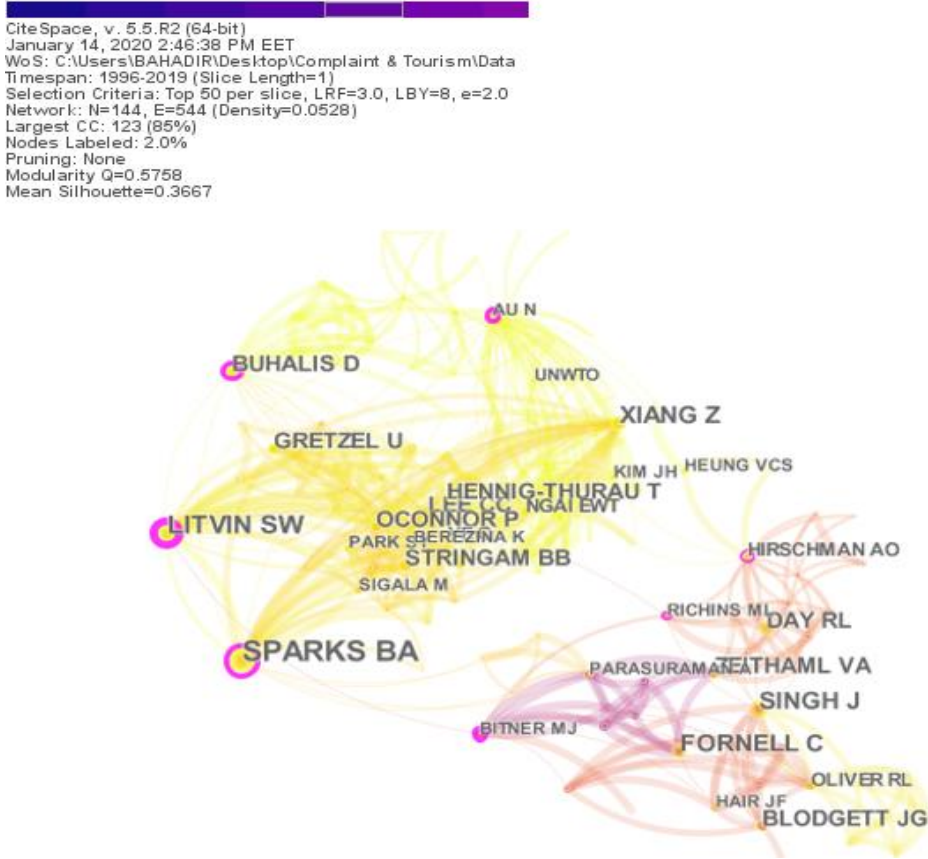 CiteSpace, v. 5.5.R2 (64-bit)
January 14, 2020 2:46:38 PM EET
WoS: C:\Users\BAHADIR\Desktop\Complaint & Tourism\Data
Timespan: 1996-2019 (Slice Length=1)
Selection Criteria: Top 50 per slice, LRF=3.0, LBY=8, e=2.0
Network: N=144, E=544 (Density=0.0528)
Largest CC: 123 (85%)
Nodes Labeled: 2.0%
Pruning: None
Modularity Q=0.5758
Mean Silhouette=0.3667
AU N
BUHALIS D
UNWTO
XIANG Z
GRETZEL U
KIM JH
HEUNG VCS
HENNIG-THURAU T
LEE CC
NGAI EWT
OCONNOR P
LITVIN SW
BEREZINA K
PARK
STRINGAM BB
HIRSCHMAN AO
SIGALA M
RICHINS ML
DAY RL
SPARKS BA
PARASURAMAN A
ZEITHAML VA
SINGH J
BITNER MJ
FORNELL C
OLIVER RL
HAIR JF
BLODGETT JG